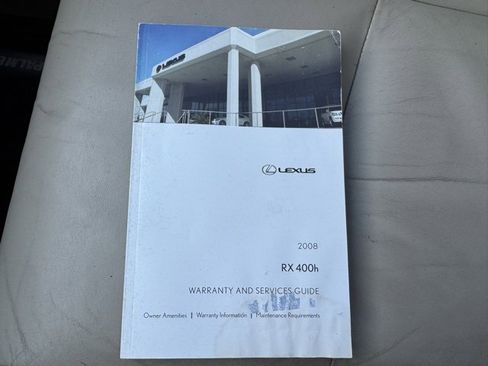 LEXUS
LEXUS
2008
RX 400h
WARRANTY AND SERVICES GUIDE
Owner Amenities | Warranty Information | Maintenance Requirements